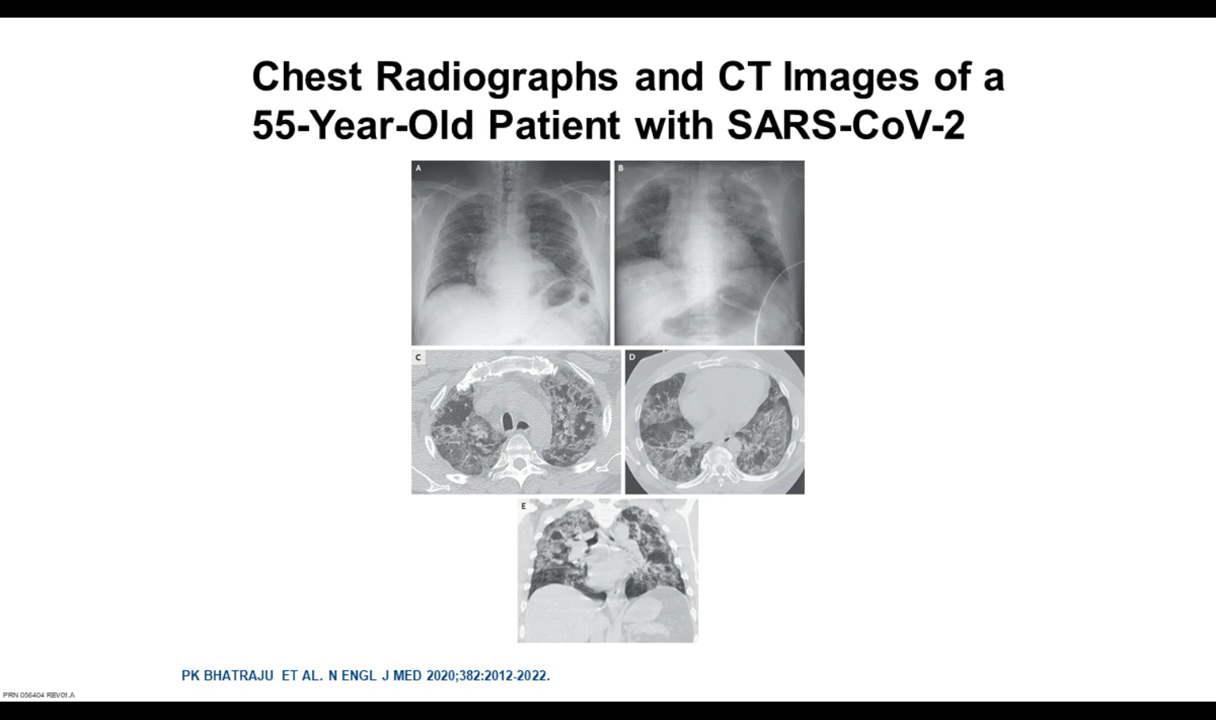 Chest Radiographs and CT Images of a
55-Year-Old Patient with SARS-CoV-2
A
B
C
D
E
PK BHATRAJU ET AL. N ENGL J MED 2020;382:2012-2022.
PRN 056404 REV01.A